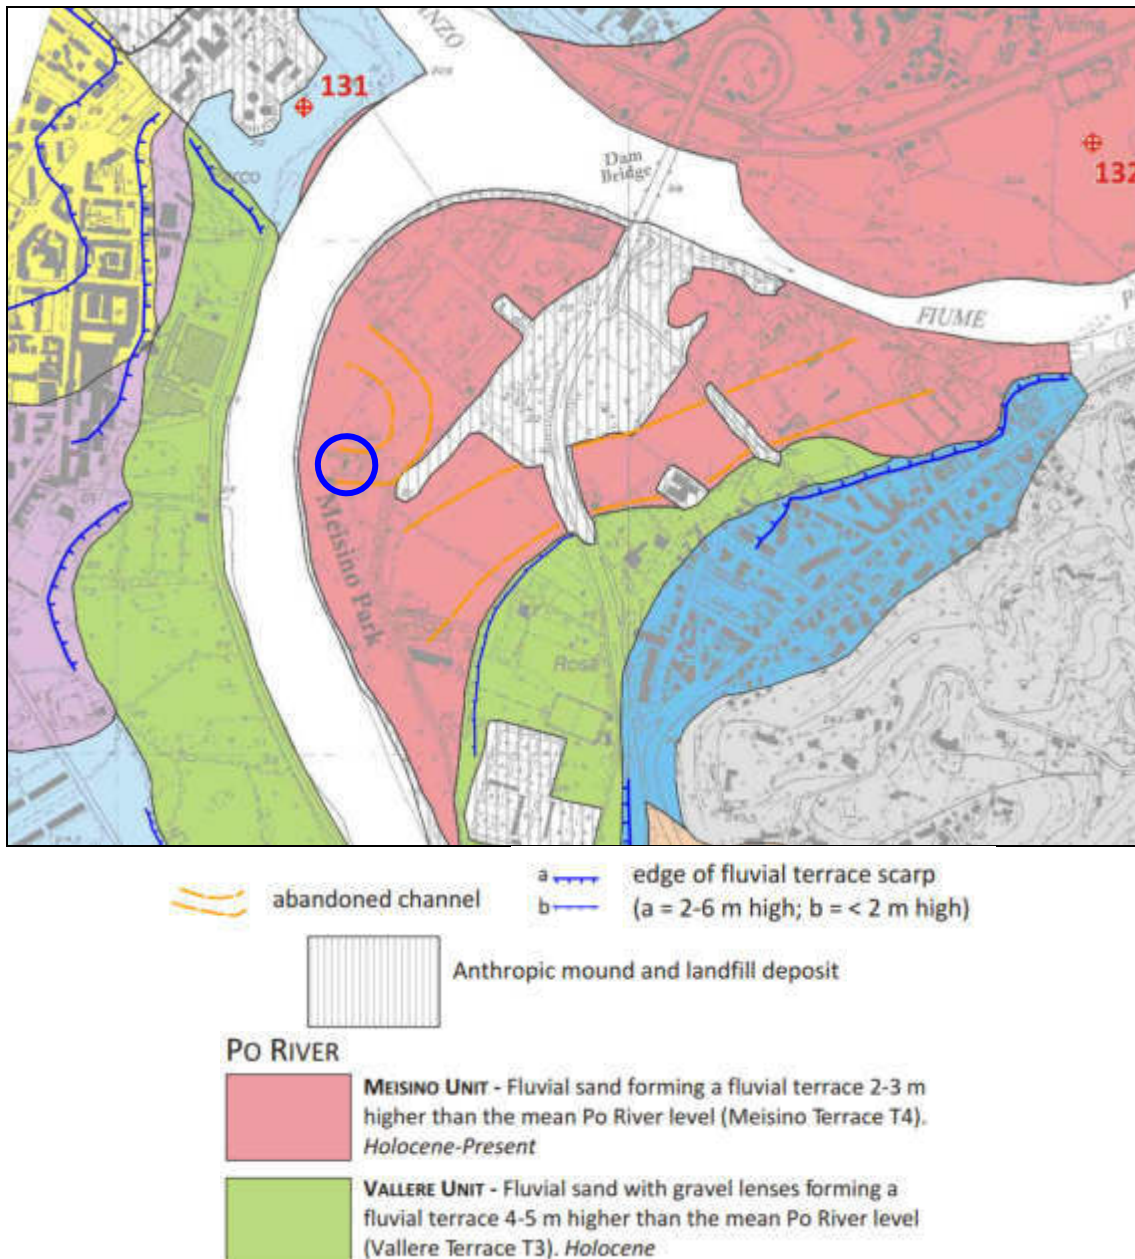 ANZO
131
Parco
Dam
Bridge
132
FIUME
P
Meisino Park
Rosa
abandoned channel
a
edge of fluvial terrace scarp
b
(a = 2-6 m high; b = < 2 m high)
Anthropic mound and landfill deposit
PO RIVER
MEISINO UNIT - Fluvial sand forming a fluvial terrace 2-3 m
higher than the mean Po River level (Meisino Terrace T4).
Holocene-Present
VALLERE UNIT - Fluvial sand with gravel lenses forming a
fluvial terrace 4-5 m higher than the mean Po River level
(Vallere Terrace T3). Holocene